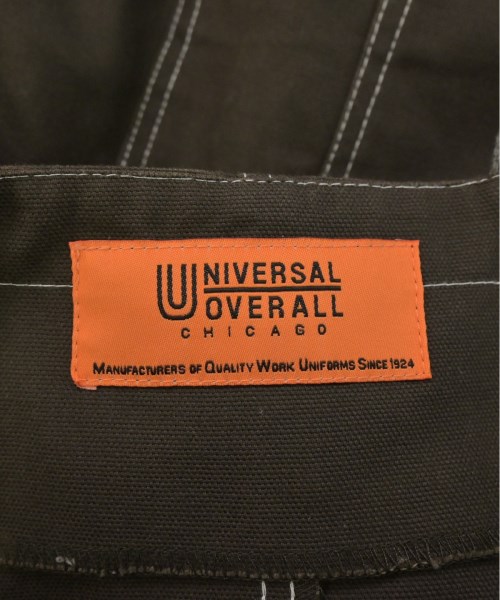 UNIVERSAL
OVERALL
CHICAGO
MANUFACTURERS OF QUALITY WORK UNIFORMS SINCE 1924